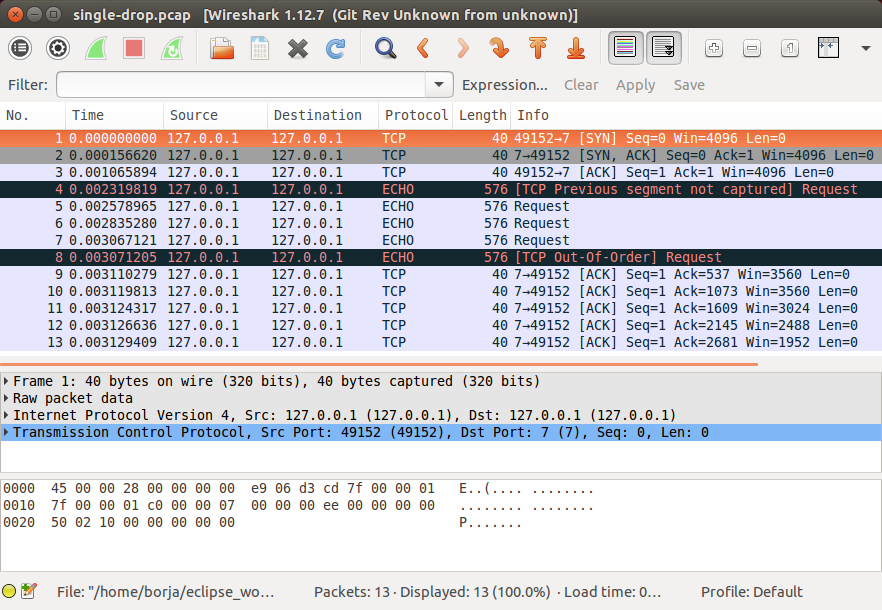 single-drop.pcap [Wireshark 1.12.7 (Git Rev Unknown from unknown)]
Filter: Expression... Clear Apply Save
No. Time Source Destination Protocol Length Info
1 0.000000000 127.0.0.1 127.0.0.1 TCP 40 49152→7 [SYN] Seq=0 Win=4096 Len=0
2 0.000156620 127.0.0.1 127.0.0.1 TCP 40 7→49152 [SYN, ACK] Seq=0 Ack=1 Win=4096 Len=0
3 0.001065894 127.0.0.1 127.0.0.1 TCP 40 49152→7 [ACK] Seq=1 Ack=1 Win=4096 Len=0
4 0.002319819 127.0.0.1 127.0.0.1 ECHO 576 [TCP Previous segment not captured] Request
5 0.002578965 127.0.0.1 127.0.0.1 ECHO 576 Request
6 0.002835280 127.0.0.1 127.0.0.1 ECHO 576 Request
7 0.003067121 127.0.0.1 127.0.0.1 ECHO 576 Request
8 0.003071205 127.0.0.1 127.0.0.1 ECHO 576 [TCP Out-Of-Order] Request
9 0.003110279 127.0.0.1 127.0.0.1 TCP 40 7→49152 [ACK] Seq=1 Ack=537 Win=3560 Len=0
10 0.003119813 127.0.0.1 127.0.0.1 TCP 40 7→49152 [ACK] Seq=1 Ack=1073 Win=3560 Len=0
11 0.003124317 127.0.0.1 127.0.0.1 TCP 40 7→49152 [ACK] Seq=1 Ack=1609 Win=3024 Len=0
12 0.003126636 127.0.0.1 127.0.0.1 TCP 40 7→49152 [ACK] Seq=1 Ack=2145 Win=2488 Len=0
13 0.003129409 127.0.0.1 127.0.0.1 TCP 40 7→49152 [ACK] Seq=1 Ack=2681 Win=1952 Len=0
Frame 1: 40 bytes on wire (320 bits), 40 bytes captured (320 bits)
Raw packet data
Internet Protocol Version 4, Src: 127.0.0.1 (127.0.0.1), Dst: 127.0.0.1 (127.0.0.1)
Transmission Control Protocol, Src Port: 49152 (49152), Dst Port: 7 (7), Seq: 0, Len: 0
0000 45 00 00 28 00 00 00 00 e9 06 d3 cd 7f 00 00 01 E..(.... ........
0010 7f 00 00 01 c0 00 00 07 00 00 00 ee 00 00 00 00 ........ ........
0020 50 02 10 00 00 00 00 00 P.......
File: "/home/borja/eclipse_wo... Packets: 13 · Displayed: 13 (100.0%) · Load time: 0... Profile: Default